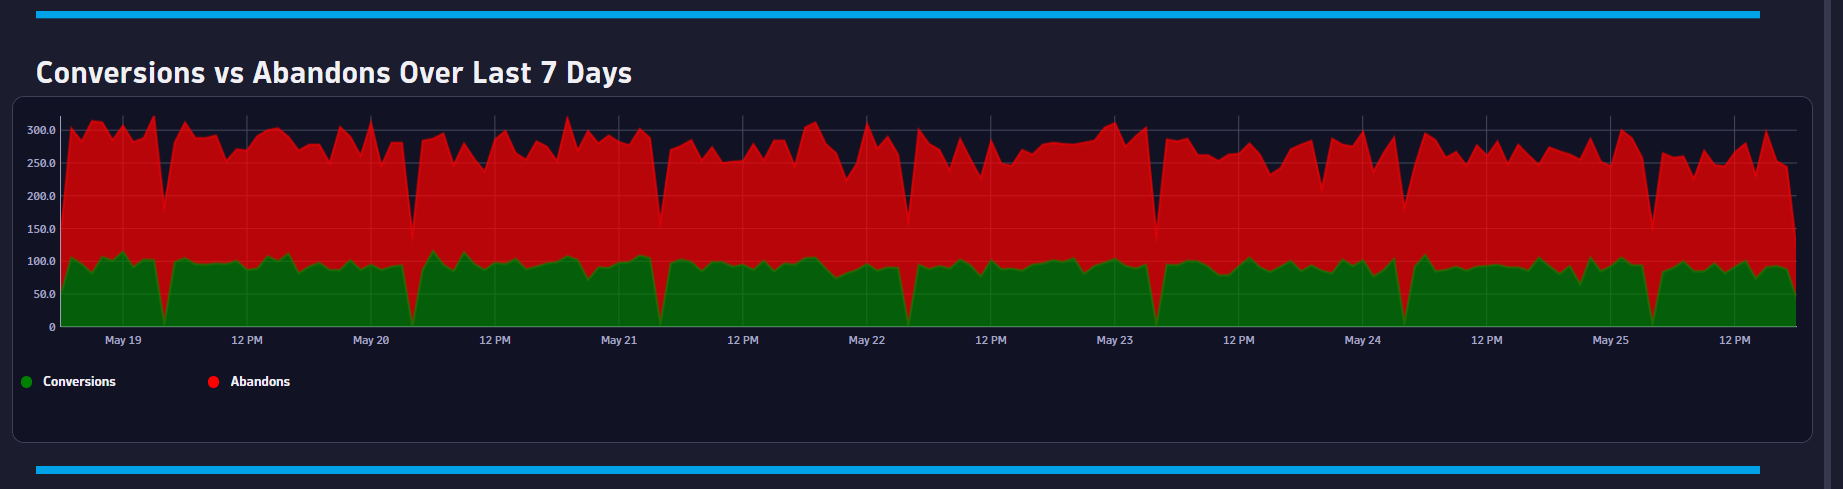 Conversions vs Abandons Over Last 7 Days
300.0
250.0
200.0
150.0
100.0
50.0
0
May 19 12 PM May 20 12 PM May 21 12 PM May 22 12 PM May 23 12 PM May 24 12 PM May 25 12 PM
Conversions Abandons